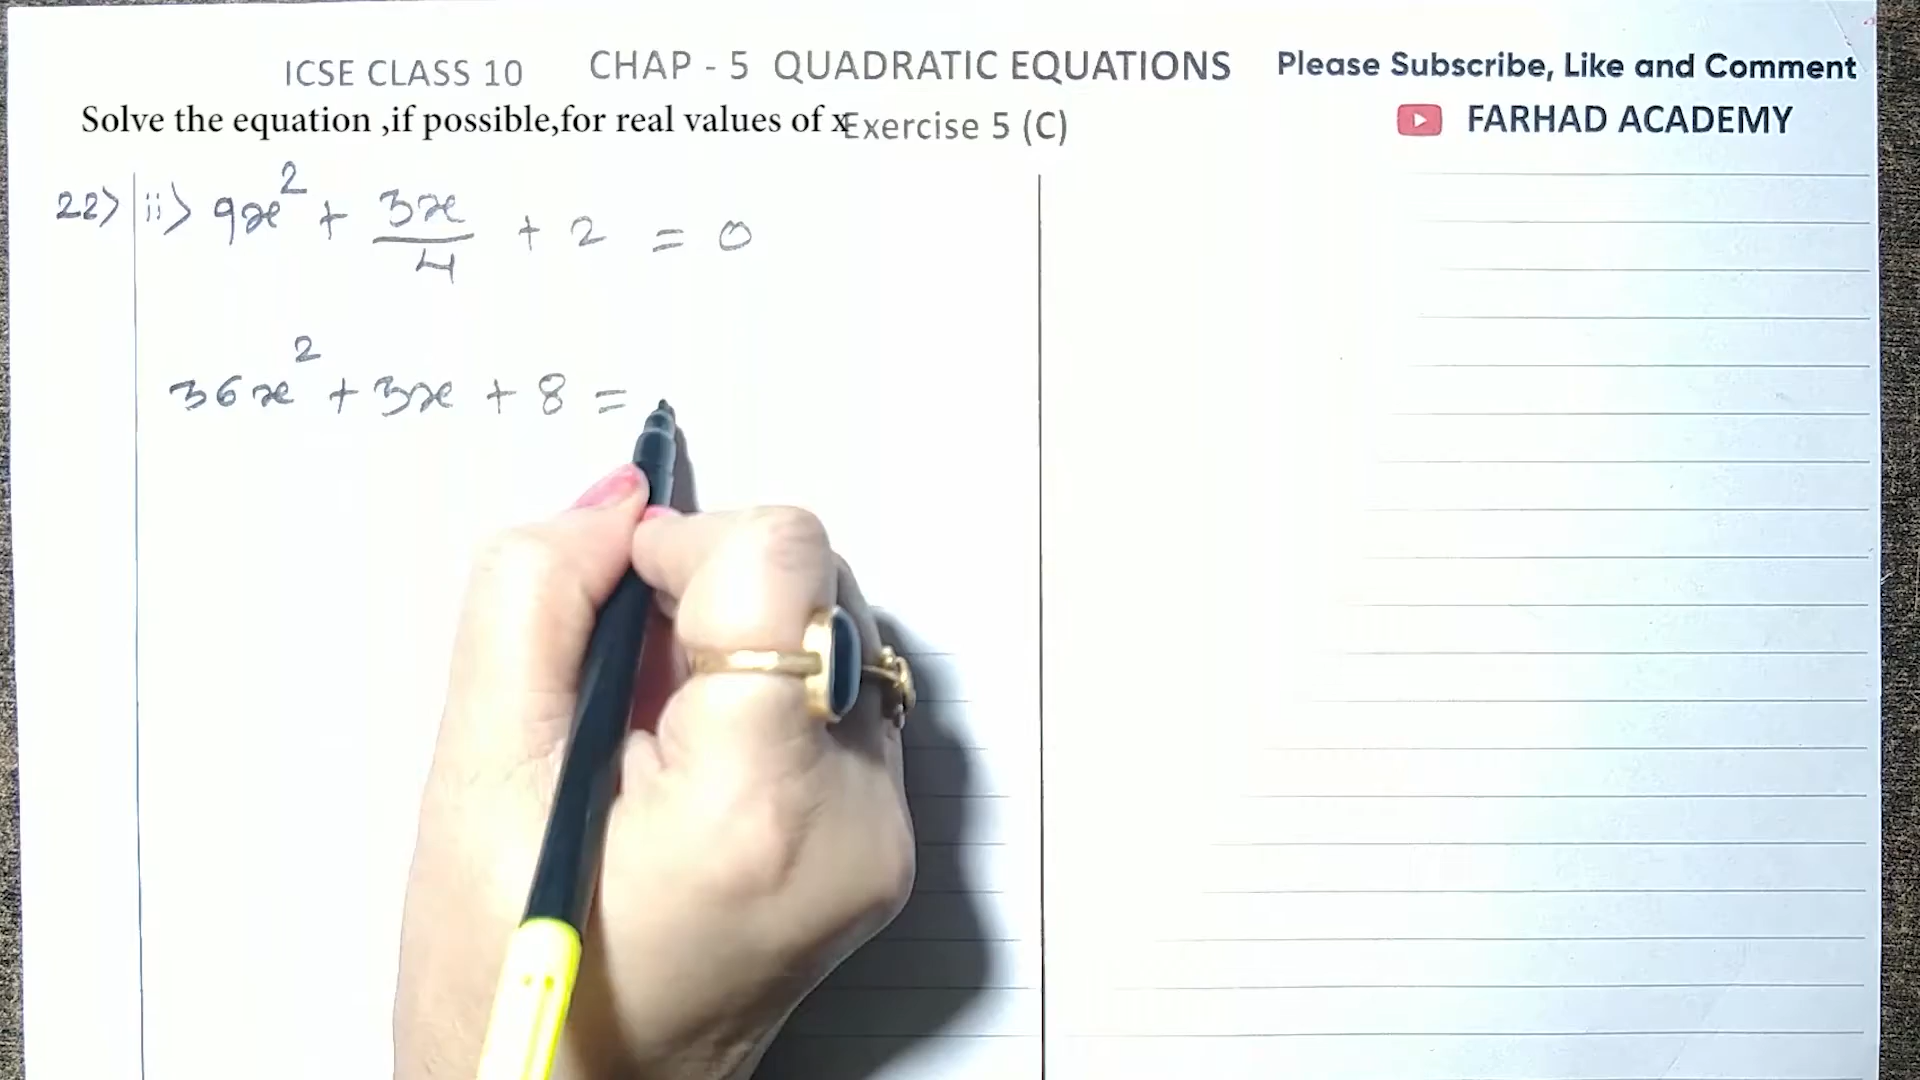 ICSE CLASS 10 CHAP - 5 QUADRATIC EQUATIONS Please Subscribe, Like and Comment
Solve the equation ,if possible,for real values of x Exercise 5 (C) FARHAD ACADEMY
22> ii> 9x² + 3x/4 + 2 = 0
36x² + 3x + 8 =